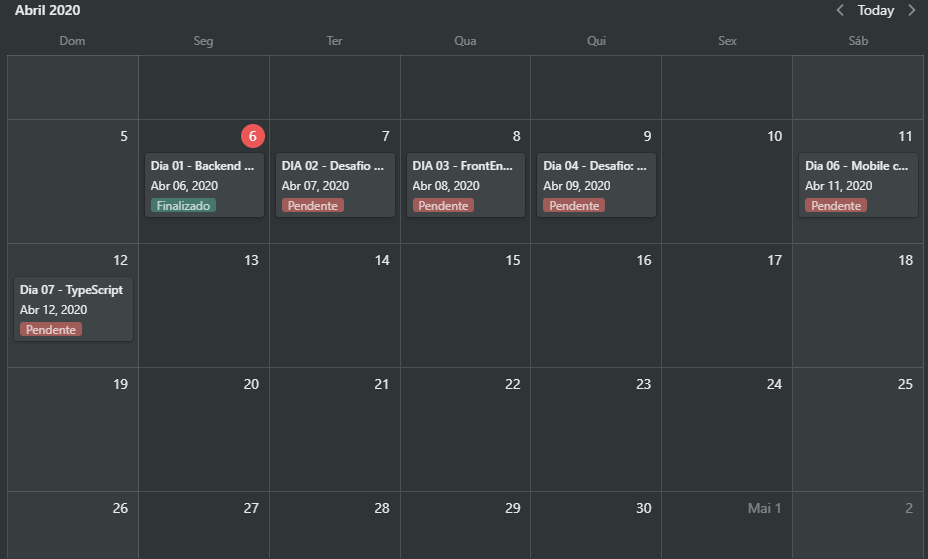 Abril 2020
Today
Dom Seg Ter Qua Qui Sex Sáb
5 6 7 8 9 10 11
Dia 01 - Backend ...
Abr 06, 2020
Finalizado
DIA 02 - Desafio ...
Abr 07, 2020
Pendente
DIA 03 - FrontEn...
Abr 08, 2020
Pendente
Dia 04 - Desafio: ...
Abr 09, 2020
Pendente
Dia 06 - Mobile c...
Abr 11, 2020
Pendente
12 13 14 15 16 17 18
Dia 07 - TypeScript
Abr 12, 2020
Pendente
19 20 21 22 23 24 25
26 27 28 29 30 Mai 1 2